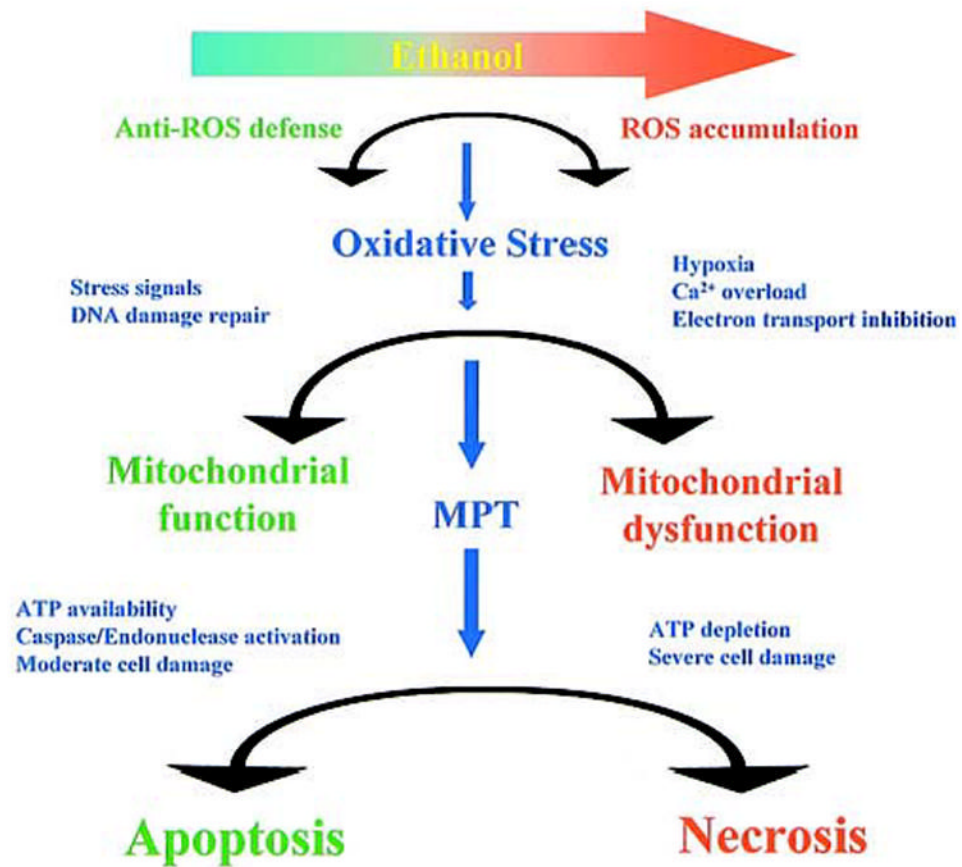 Ethanol
Anti-ROS defense
ROS accumulation
Oxidative Stress
Stress signals
DNA damage repair
Hypoxia
Ca²⁺ overload
Electron transport inhibition
Mitochondrial
function
MPT
Mitochondrial
dysfunction
ATP availability
Caspase/Endonuclease activation
Moderate cell damage
ATP depletion
Severe cell damage
Apoptosis
Necrosis